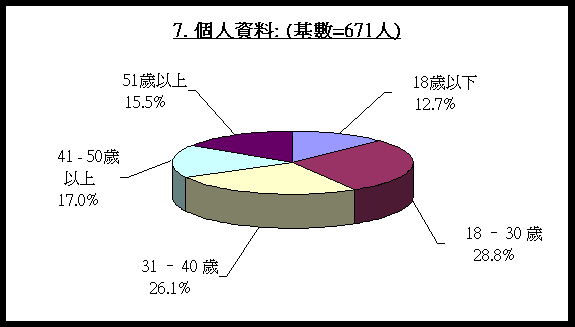 7. 個人資料: (基數=671人)
51歲以上
15.5%
18歲以下
12.7%
41 - 50歲
以上
17.0%
18 – 30 歲
28.8%
31 – 40 歲
26.1%